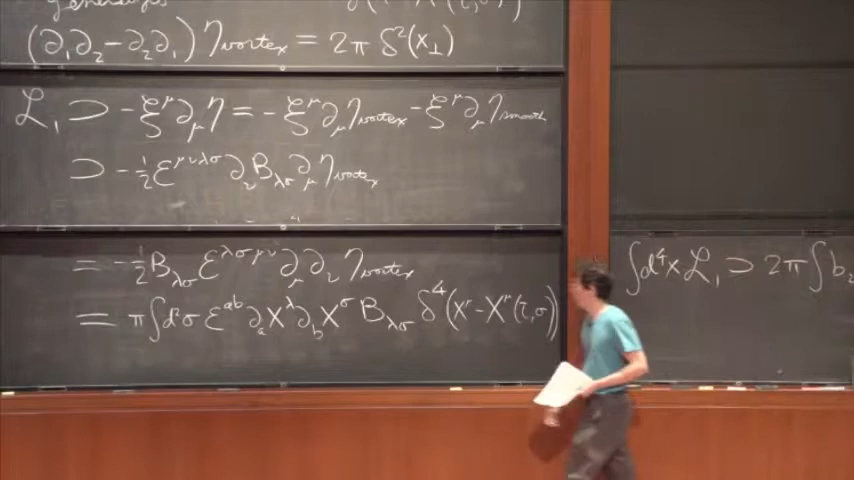 (∂₁∂₂-∂₂∂₁)η_vortex = 2π δ²(x_⊥)
ℒ₁ ⊃ -ξ^μ ∂_μ η = -ξ^μ ∂_μ η_vortex - ξ^μ ∂_μ η_smooth
⊃ -½ ε^{μνλσ} ∂_ν B_{λσ} ∂_μ η_vortex
= -½ B_{λσ} ε^{λσμν} ∂_μ ∂_ν η_vortex
= π∫d²σ ε^{ab} ∂_a X^λ ∂_b X^σ B_{λσ} δ⁴(x^μ - X^μ(τ,σ))
∫d⁴x ℒ₁ ⊃ 2π∫b₂